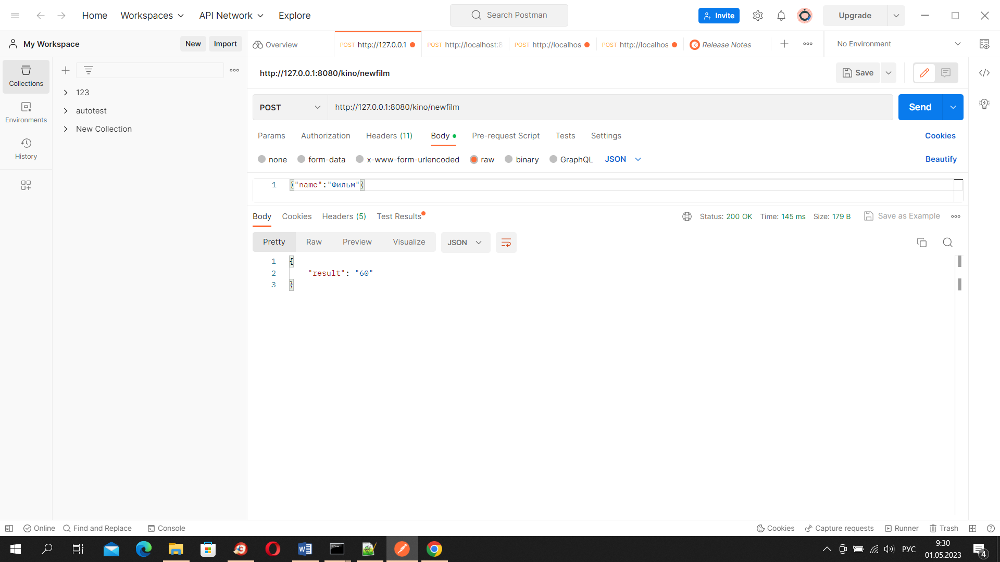 Home
Workspaces
API Network
Explore
Search Postman
Invite
Upgrade
My Workspace
New
Import
Overview
POST http://127.0.0.1
POST http://localhost:8
POST http://localhos
POST http://localhos
Release Notes
No Environment
Collections
Environments
History
123
autotest
New Collection
http://127.0.0.1:8080/kino/newfilm
Save
POST
http://127.0.0.1:8080/kino/newfilm
Send
Params
Authorization
Headers (11)
Body
Pre-request Script
Tests
Settings
Cookies
none
form-data
x-www-form-urlencoded
raw
binary
GraphQL
JSON
Beautify
1 {"name":"Фильм"}
Body
Cookies
Headers (5)
Test Results
Status: 200 OK
Time: 145 ms
Size: 179 B
Save as Example
Pretty
Raw
Preview
Visualize
JSON
1 {
2 "result": "60"
3 }
Online
Find and Replace
Console
Cookies
Capture requests
Runner
Trash
РУС
9:30
01.05.2023
4